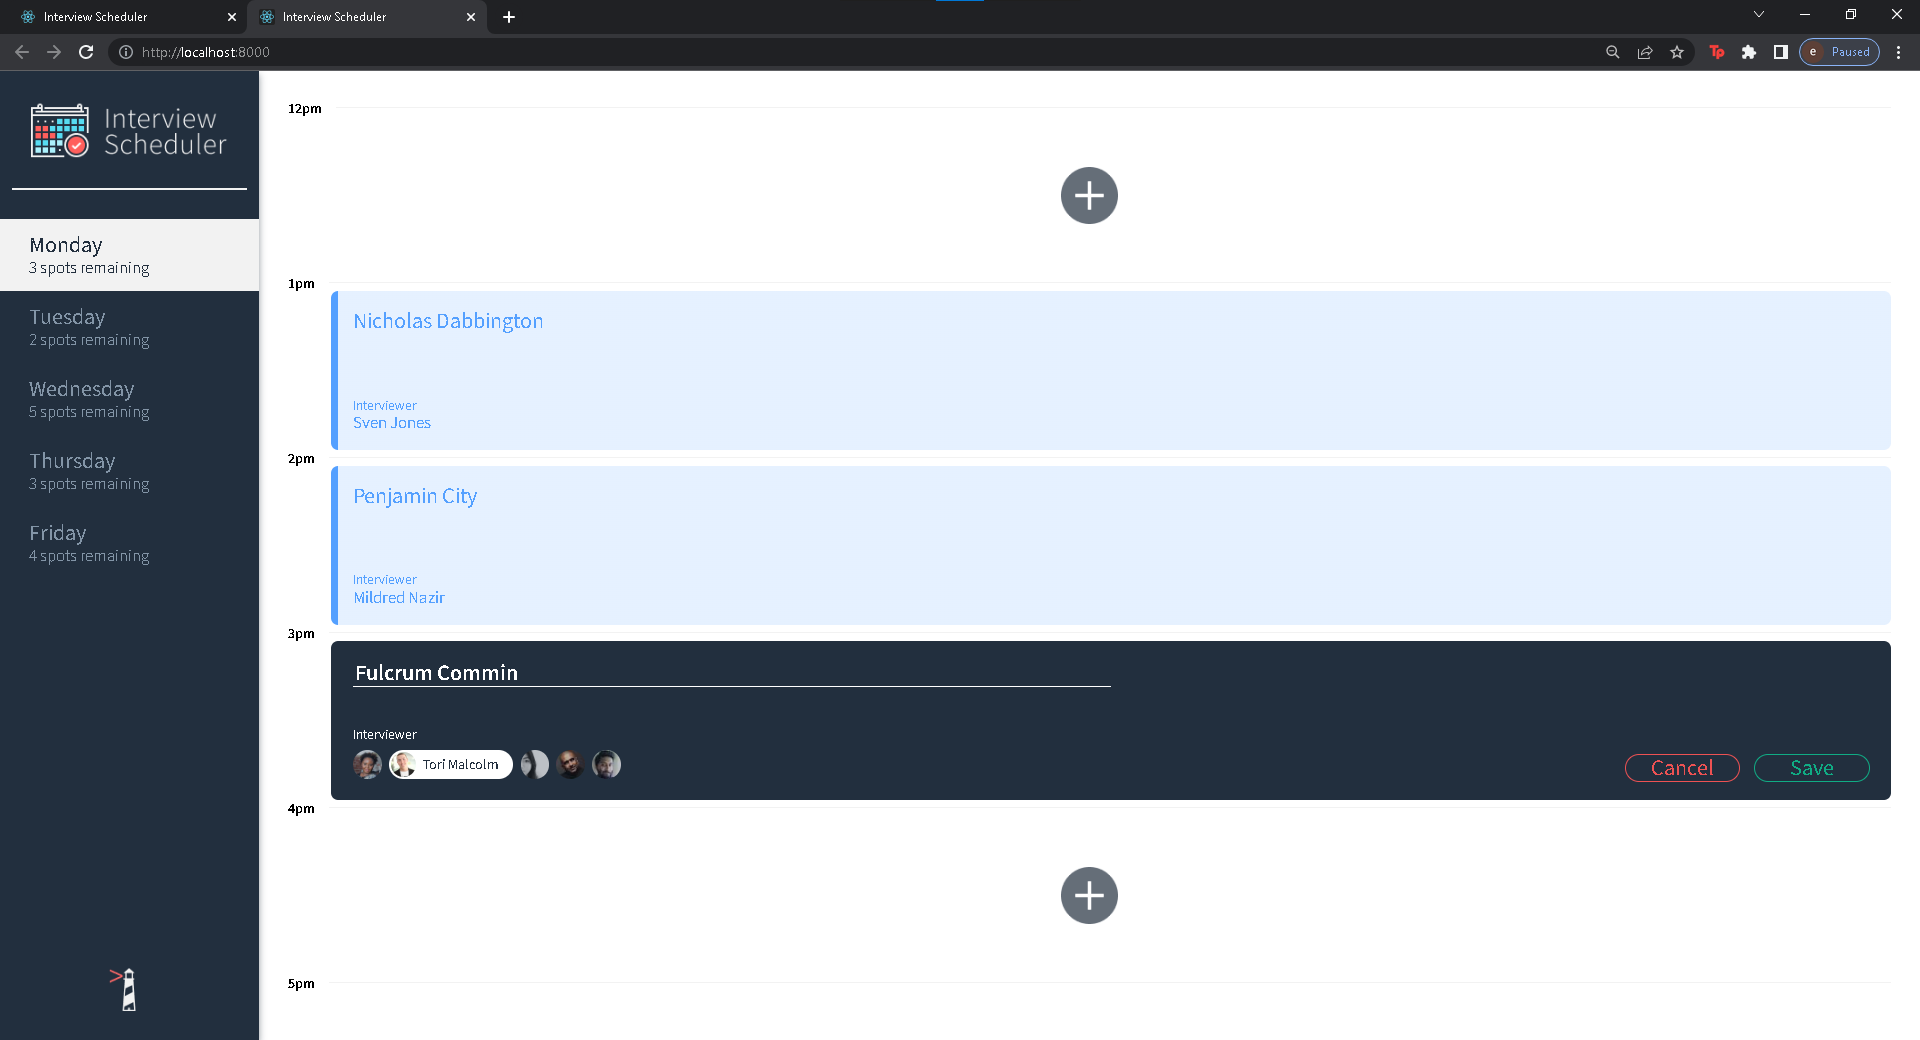 Interview Scheduler
Interview Scheduler
http://localhost:8000
Tp
e Paused
Interview
Scheduler
Monday
3 spots remaining
Tuesday
2 spots remaining
Wednesday
5 spots remaining
Thursday
3 spots remaining
Friday
4 spots remaining
12pm
1pm
Nicholas Dabbington
Interviewer
Sven Jones
2pm
Penjamin City
Interviewer
Mildred Nazir
3pm
Fulcrum Commin
Interviewer
Tori Malcolm
Cancel Save
4pm
5pm